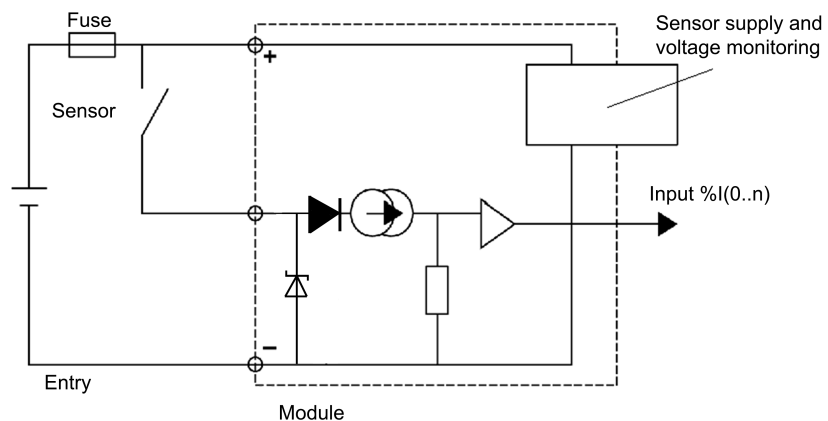 Fuse
Sensor supply and
voltage monitoring
+
Sensor
Input %I(0..n)
−
Entry
Module